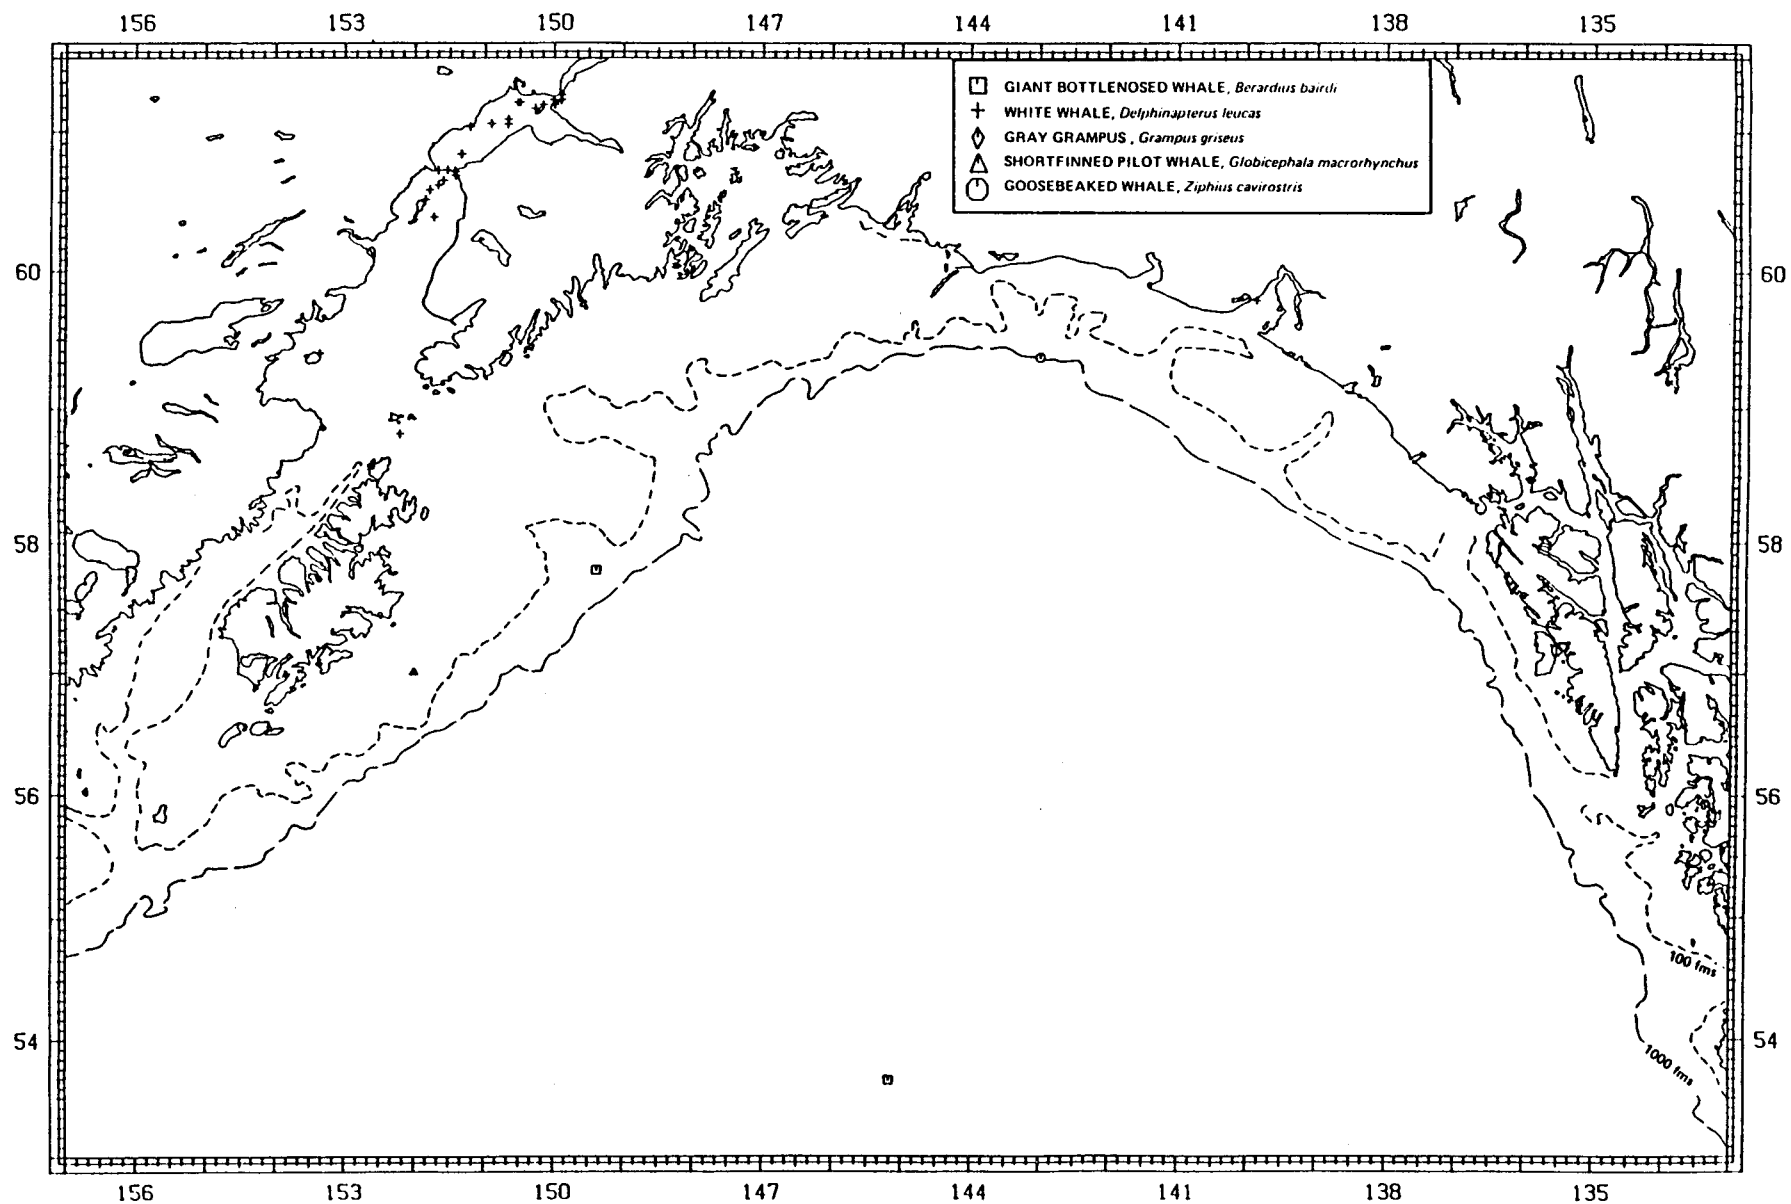 156 153 150 147 144 141 138 135
GIANT BOTTLENOSED WHALE, Berardius bairdi
WHITE WHALE, Delphinapterus leucas
GRAY GRAMPUS, Grampus griseus
SHORTFINNED PILOT WHALE, Globicephala macrorhynchus
GOOSEBEAKED WHALE, Ziphius cavirostris
60 60
58 58
56 56
100 fms
54 54
1000 fms
156 153 150 147 144 141 138 135